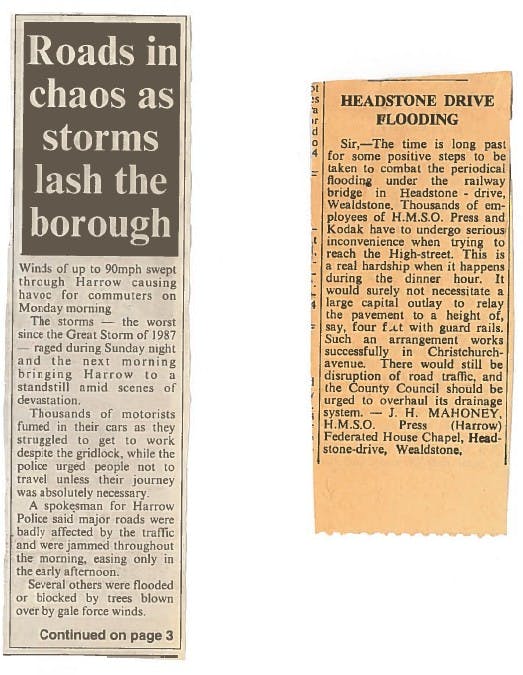 Roads in
chaos as
storms
lash the
borough
Winds of up to 90mph swept
through Harrow causing
havoc for commuters on
Monday morning
The storms — the worst
since the Great Storm of 1987
— raged during Sunday night
and the next morning
bringing Harrow to a
standstill amid scenes of
devastation.
Thousands of motorists
fumed in their cars as they
struggled to get to work
despite the gridlock, while the
police urged people not to
travel unless their journey
was absolutely necessary.
A spokesman for Harrow
Police said major roads were
badly affected by the traffic
and were jammed throughout
the morning, easing only in
the early afternoon.
Several others were flooded
or blocked by trees blown
over by gale force winds.
Continued on page 3
HEADSTONE DRIVE
FLOODING
Sir,—The time is long past
for some positive steps to be
taken to combat the periodical
flooding under the railway
bridge in Headstone - drive,
Wealdstone. Thousands of em-
ployees of H.M.S.O. Press and
Kodak have to undergo serious
inconvenience when trying to
reach the High-street. This is
a real hardship when it happens
during the dinner hour. It
would surely not necessitate a
large capital outlay to relay
the pavement to a height of,
say, four feet with guard rails.
Such an arrangement works
successfully in Christchurch-
avenue. There would still be
disruption of road traffic, and
the County Council should be
urged to overhaul its drainage
system. — J. H. MAHONEY,
H.M.S.O. Press (Harrow)
Federated House Chapel, Head-
stone-drive, Wealdstone.